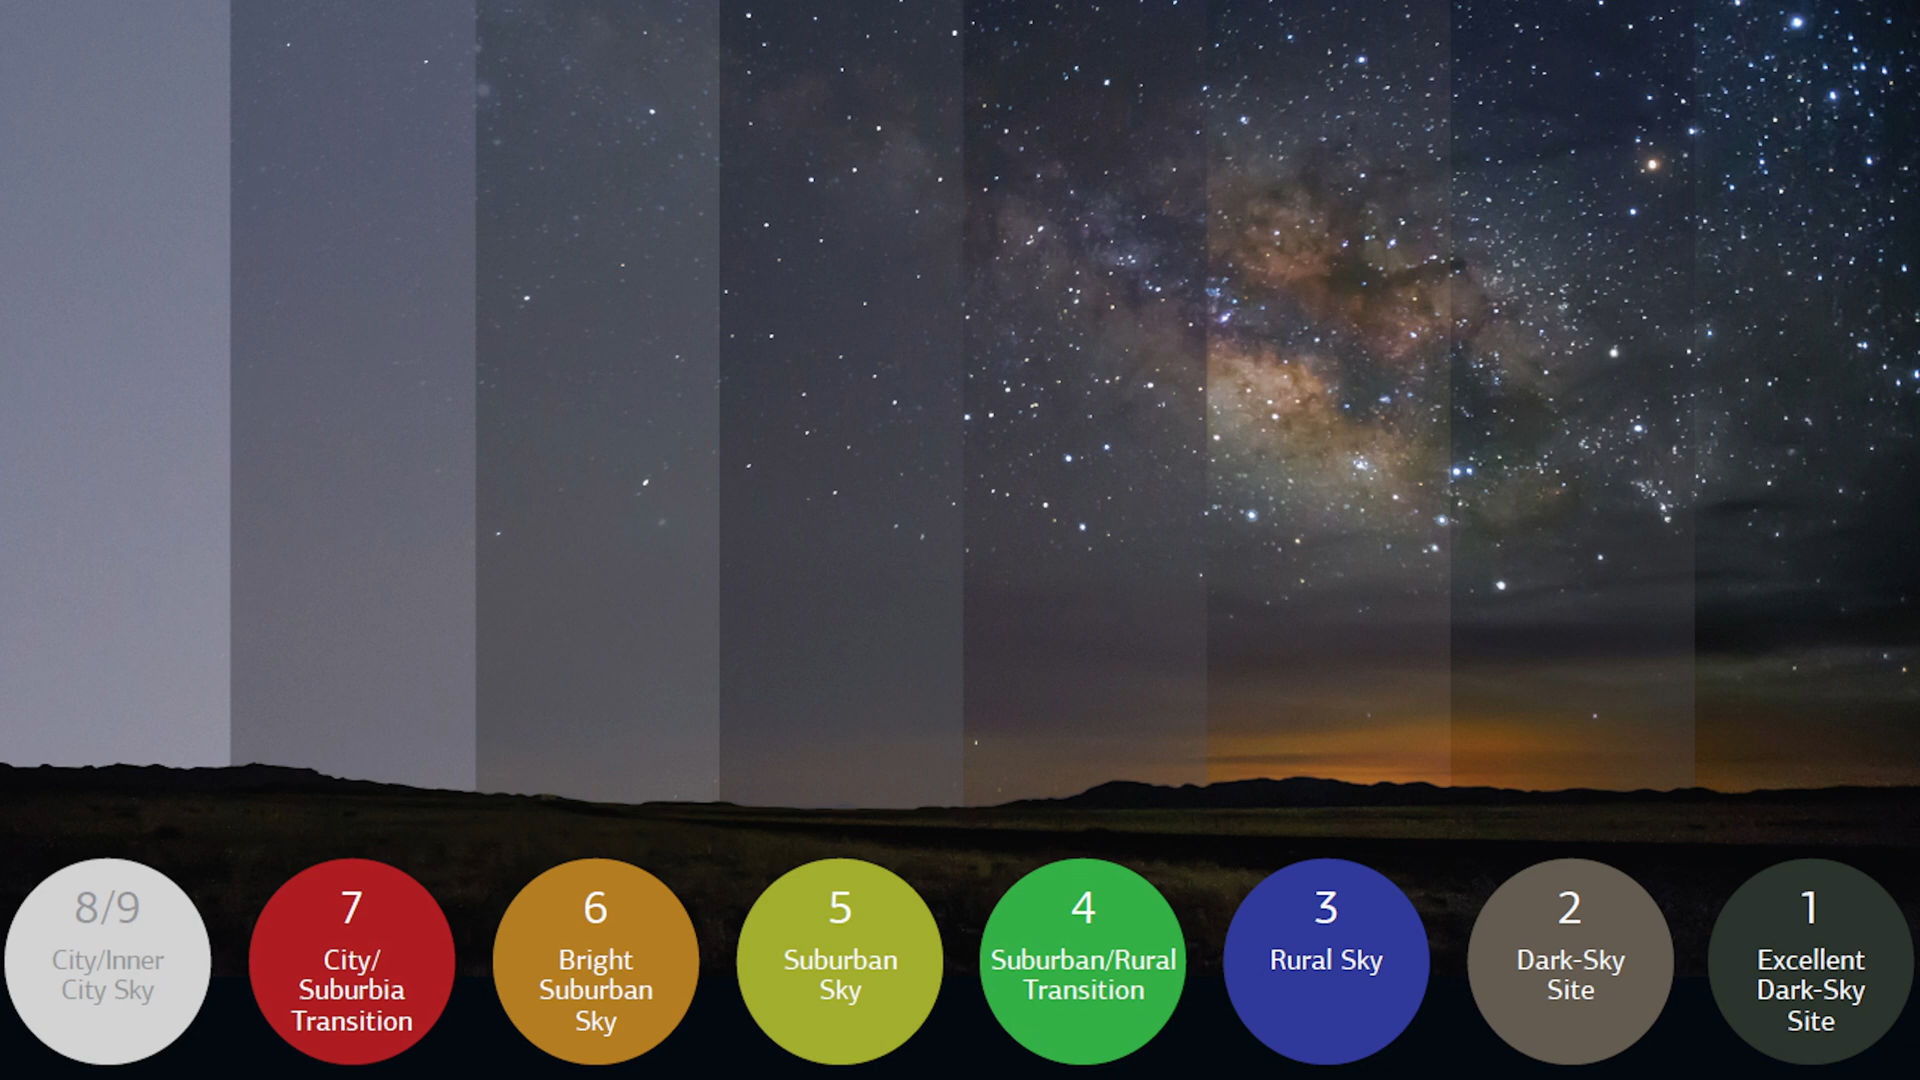 8/9
City/Inner
City Sky
7
City/
Suburbia
Transition
6
Bright
Suburban
Sky
5
Suburban
Sky
4
Suburban/Rural
Transition
3
Rural Sky
2
Dark-Sky
Site
1
Excellent
Dark-Sky
Site